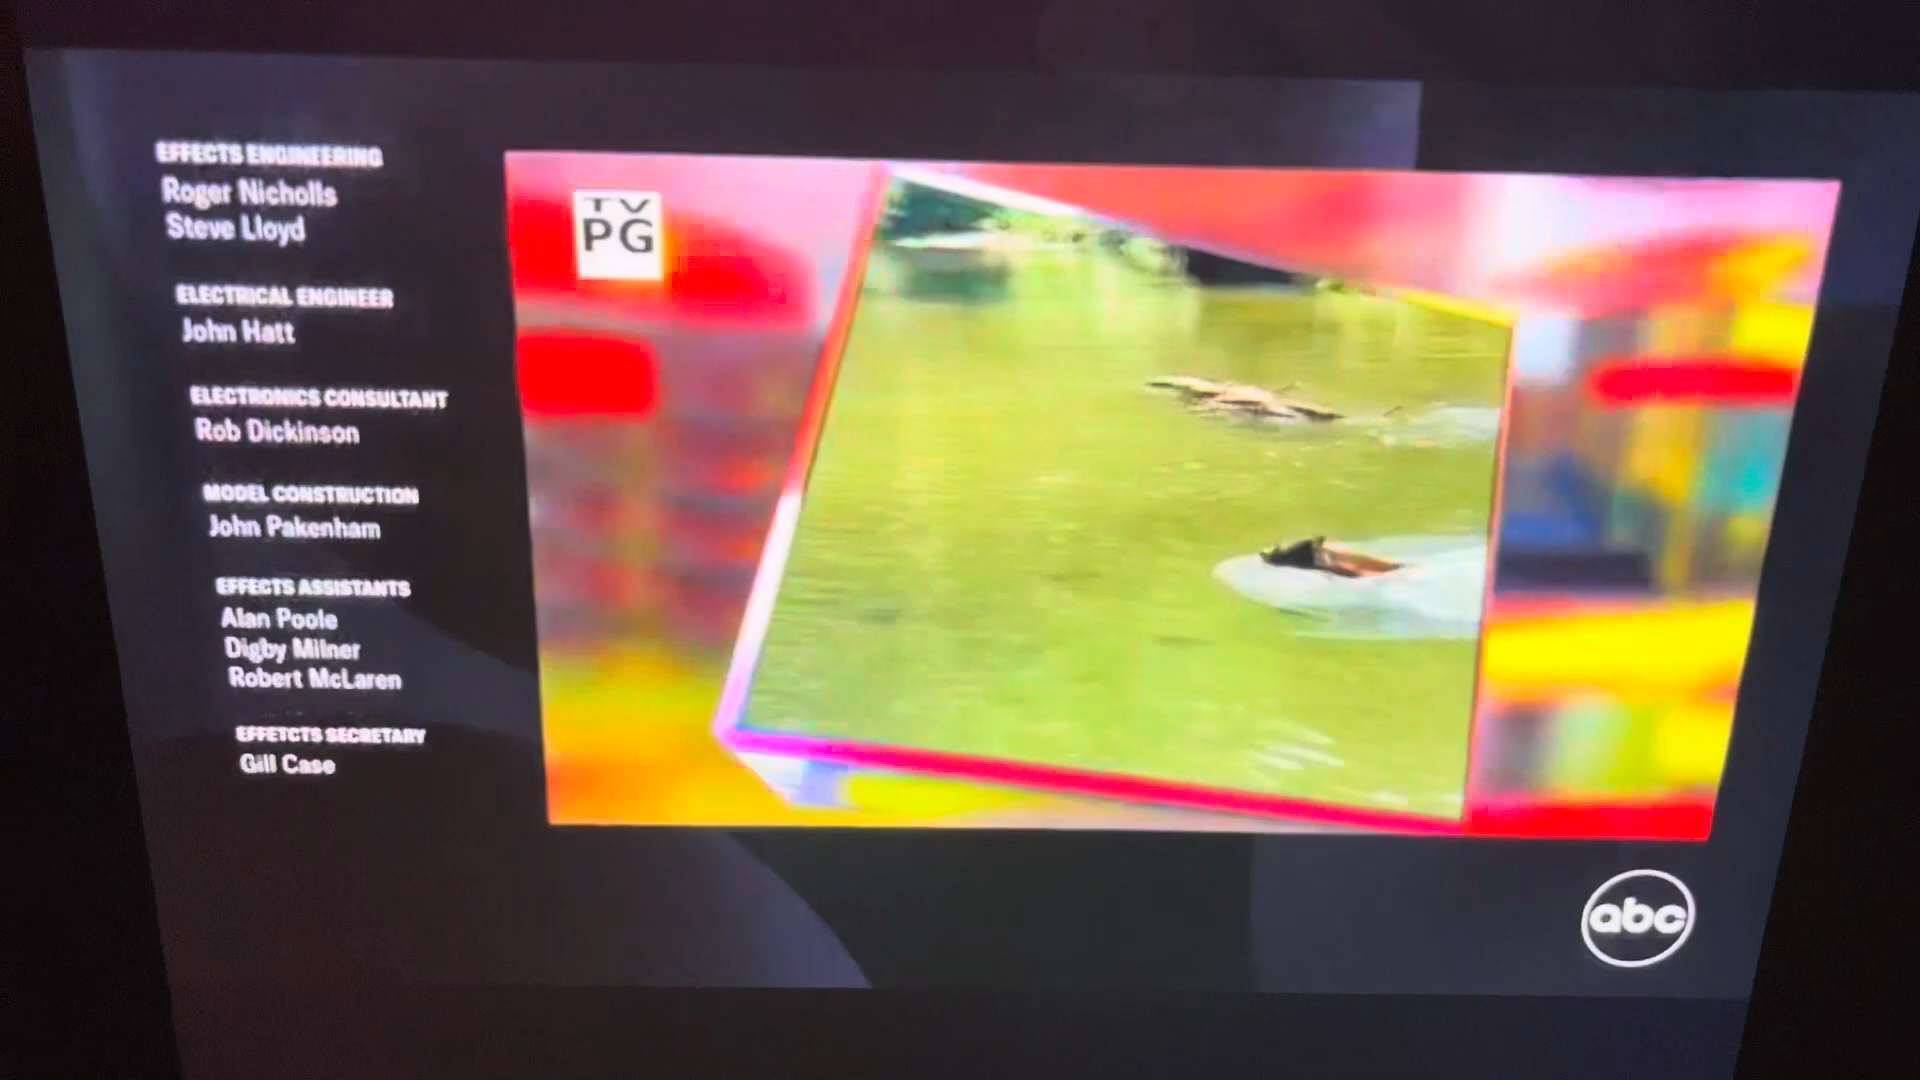 EFFECTS ENGINEERING
Roger Nicholls
Steve Lloyd
ELECTRICAL ENGINEER
John Hatt
ELECTRONICS CONSULTANT
Rob Dickinson
MODEL CONSTRUCTION
John Pakenham
EFFECTS ASSISTANTS
Alan Poole
Digby Milner
Robert McLaren
EFFETCTS SECRETARY
Gill Case
TV
PG
abc